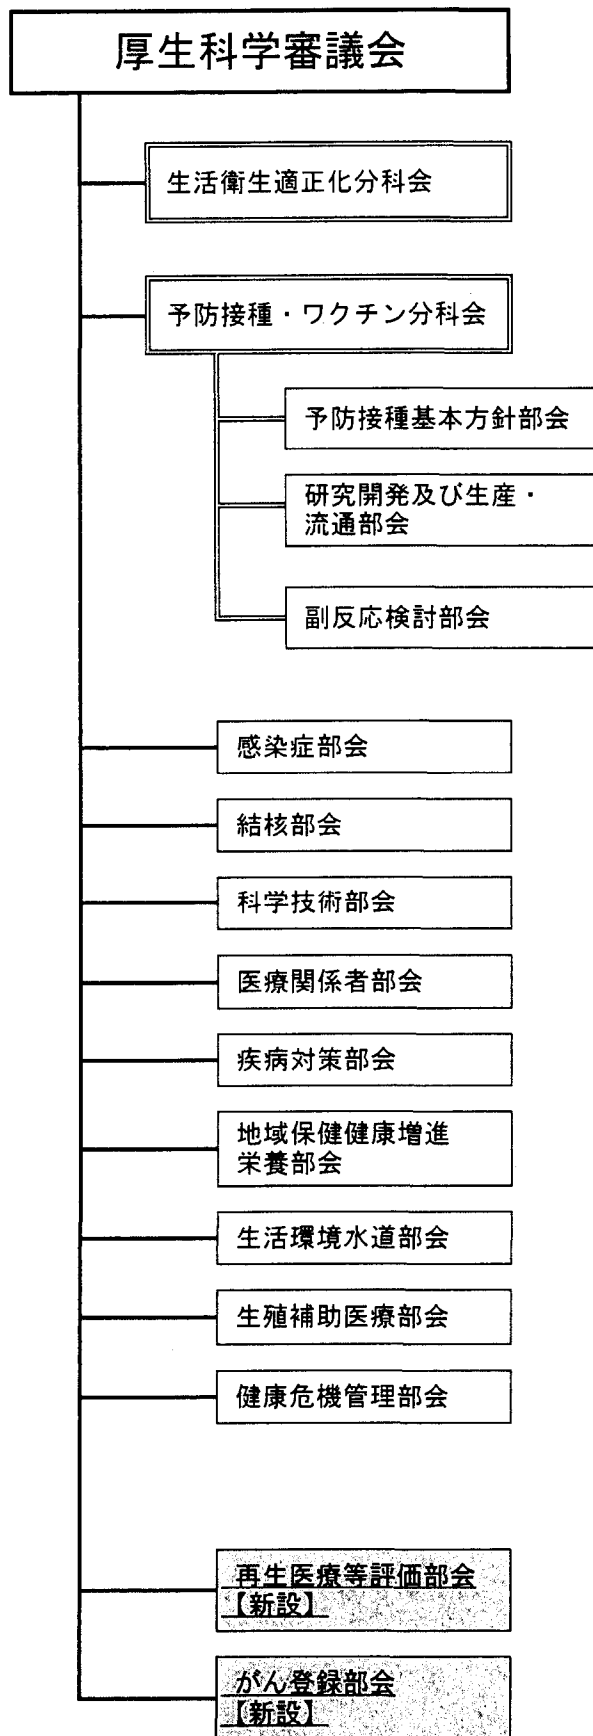 厚生科学審議会
生活衛生適正化分科会
予防接種・ワクチン分科会
予防接種基本方針部会
研究開発及び生産・
流通部会
副反応検討部会
感染症部会
結核部会
科学技術部会
医療関係者部会
疾病対策部会
地域保健健康増進
栄養部会
生活環境水道部会
生殖補助医療部会
健康危機管理部会
再生医療等評価部会
【新設】
がん登録部会
【新設】